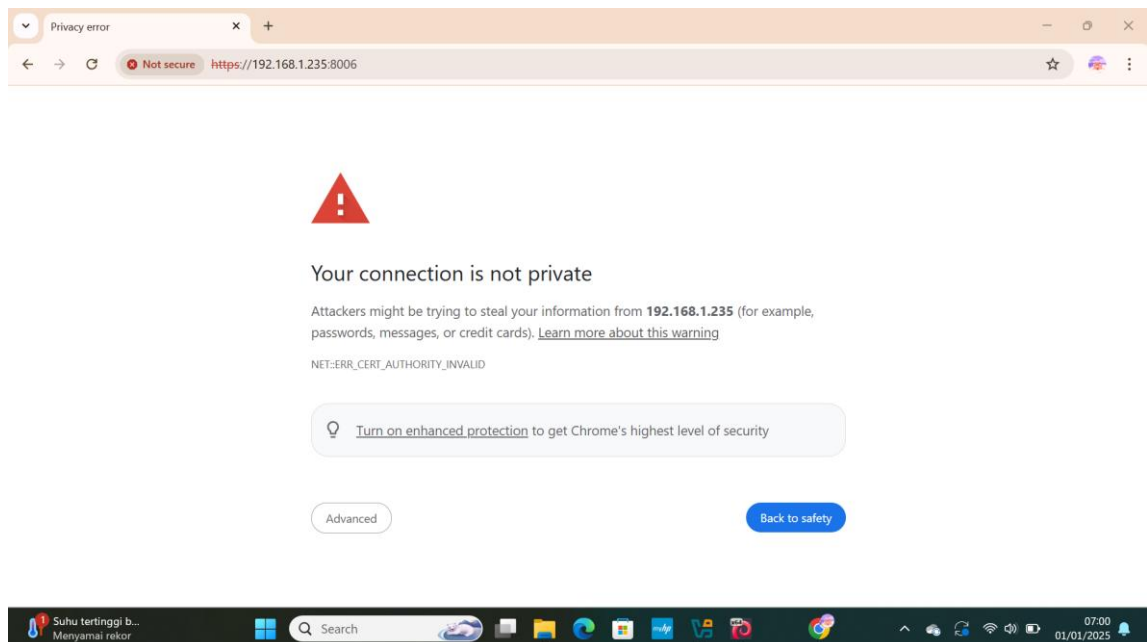 Privacy error
Not secure https://192.168.1.235:8006
Your connection is not private
Attackers might be trying to steal your information from 192.168.1.235 (for example,
passwords, messages, or credit cards). Learn more about this warning
NET::ERR_CERT_AUTHORITY_INVALID
Turn on enhanced protection to get Chrome's highest level of security
Advanced
Back to safety
1
Suhu tertinggi b...
Menyamai rekor
Search
myhp
07:00
01/01/2025